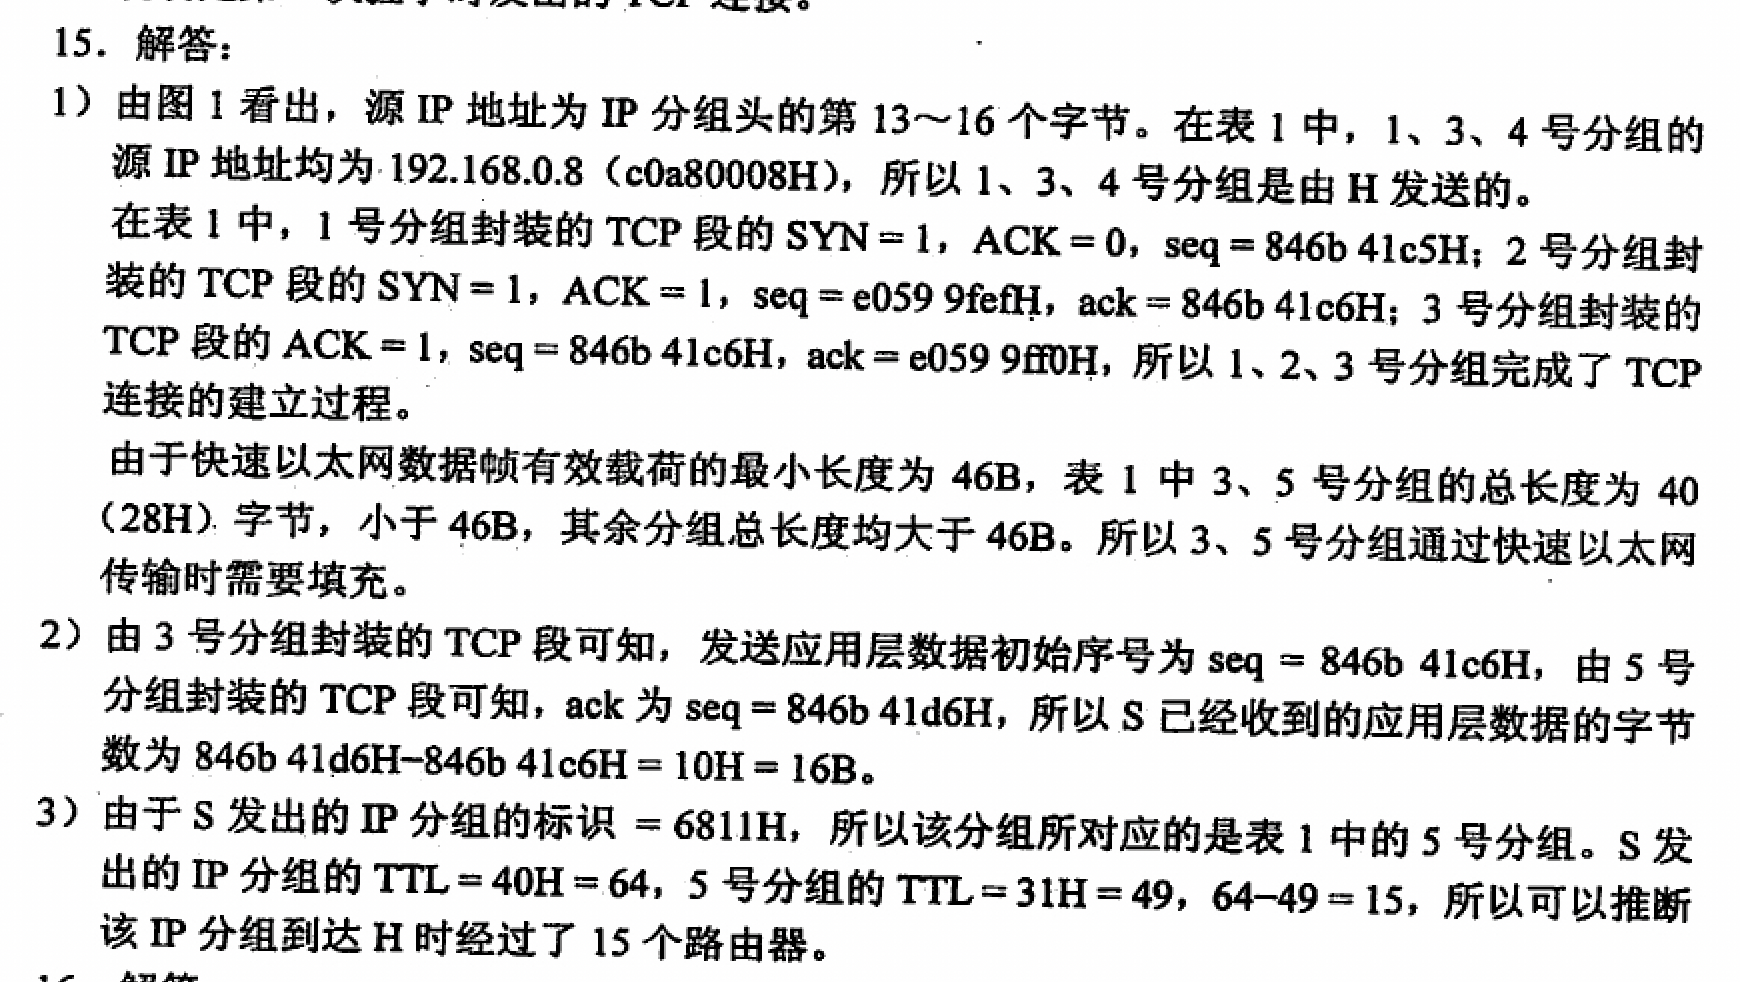 TCP 连接。
15. 解答：
1）由图 1 看出，源 IP 地址为 IP 分组头的第 13～16 个字节。在表 1 中，1、3、4 号分组的
源 IP 地址均为 192.168.0.8（c0a80008H），所以 1、3、4 号分组是由 H 发送的。
在表 1 中，1 号分组封装的 TCP 段的 SYN = 1，ACK = 0，seq = 846b 41c5H；2 号分组封
装的 TCP 段的 SYN = 1，ACK = 1，seq = e059 9fefH，ack = 846b 41c6H；3 号分组封装的
TCP 段的 ACK = 1，seq = 846b 41c6H，ack = e059 9ff0H，所以 1、2、3 号分组完成了 TCP
连接的建立过程。
由于快速以太网数据帧有效载荷的最小长度为 46B，表 1 中 3、5 号分组的总长度为 40
（28H）字节，小于 46B，其余分组总长度均大于 46B。所以 3、5 号分组通过快速以太网
传输时需要填充。
2）由 3 号分组封装的 TCP 段可知，发送应用层数据初始序号为 seq = 846b 41c6H，由 5 号
分组封装的 TCP 段可知，ack 为 seq = 846b 41d6H，所以 S 已经收到的应用层数据的字节
数为 846b 41d6H−846b 41c6H = 10H = 16B。
3）由于 S 发出的 IP 分组的标识 = 6811H，所以该分组所对应的是表 1 中的 5 号分组。S 发
出的 IP 分组的 TTL = 40H = 64，5 号分组的 TTL = 31H = 49，64−49 = 15，所以可以推断
该 IP 分组到达 H 时经过了 15 个路由器。